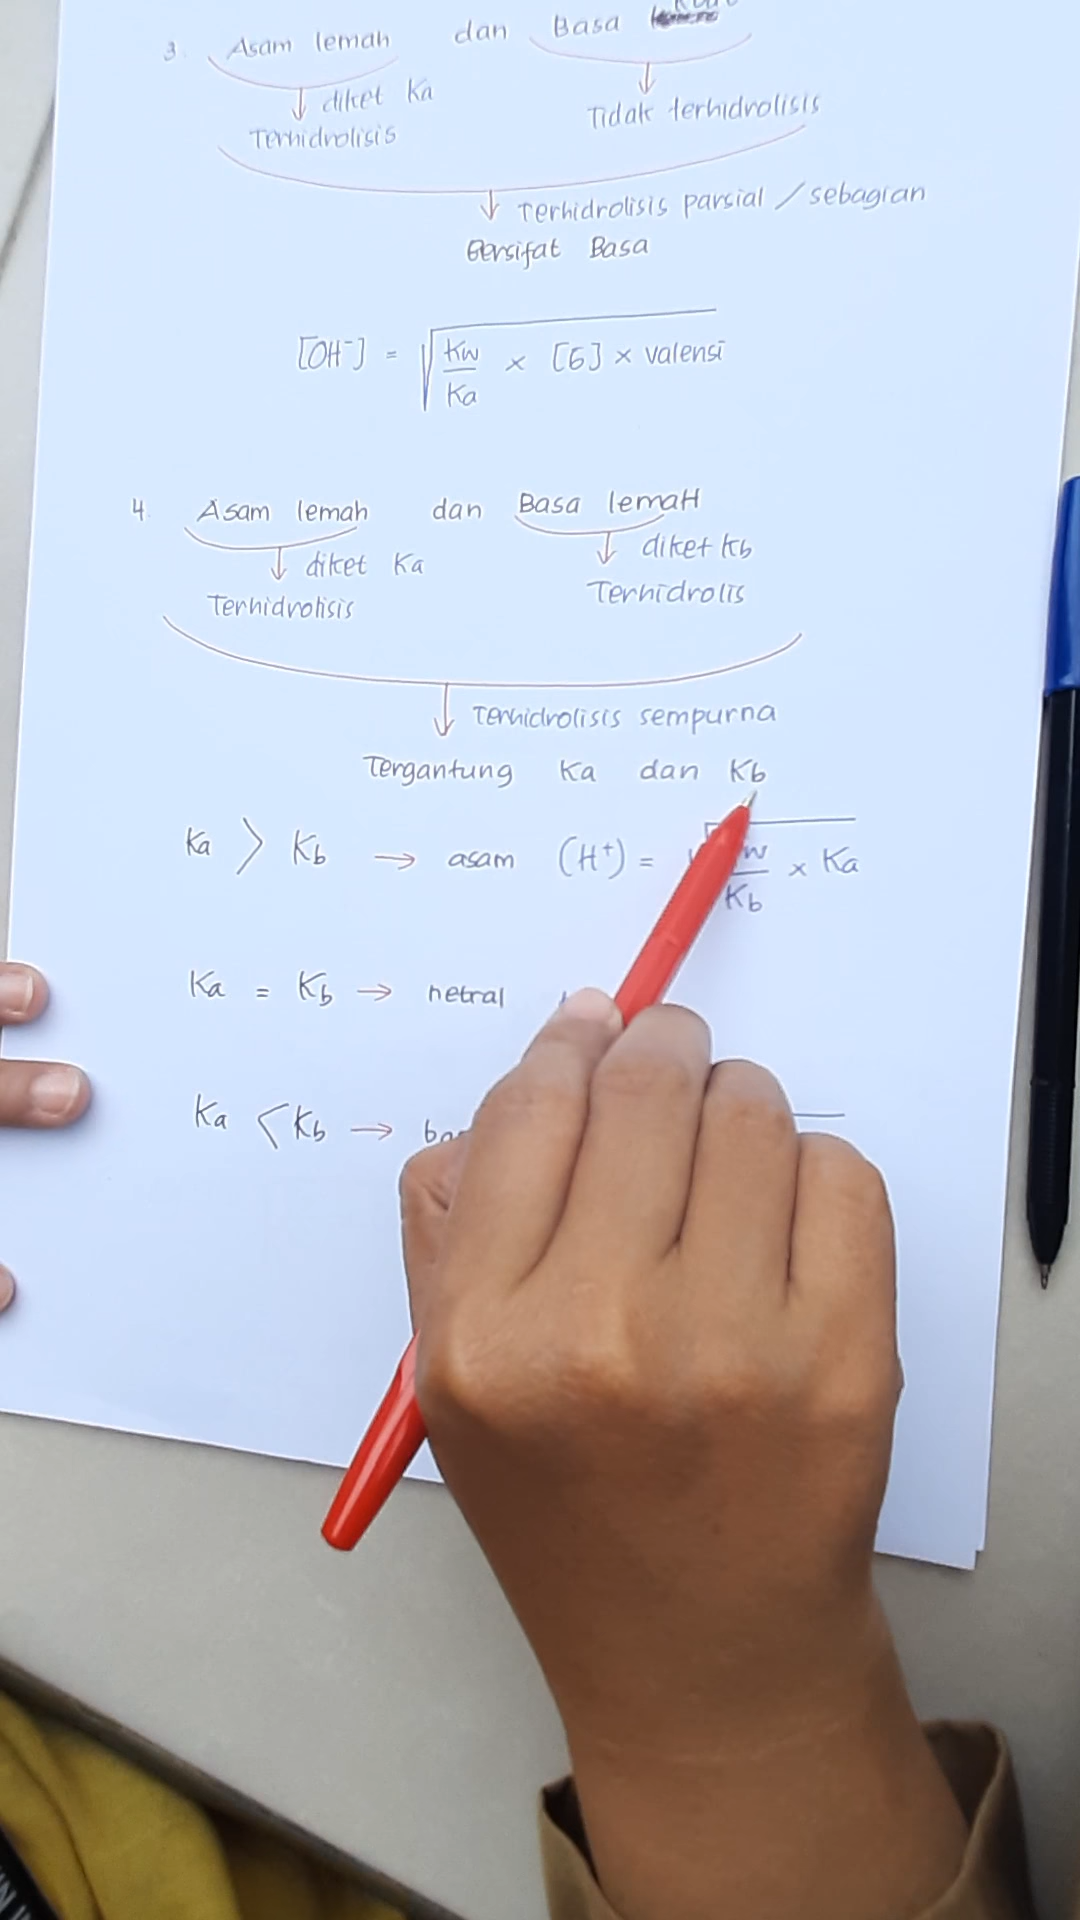 3. Asam lemah dan Basa
diket Ka
Terhidrolisis Tidak terhidrolisis
Terhidrolisis parsial / sebagian
Bersifat Basa
[OH⁻] = √ Kw/Ka × [G] × valensi
4. Asam lemah dan Basa lemaH
diket Ka diket Kb
Terhidrolisis Terhidrolis
Terhidrolisis sempurna
Tergantung Ka dan Kb
Ka > Kb → asam (H⁺) = w/Kb × Ka
Ka = Kb → netral
Ka < Kb →